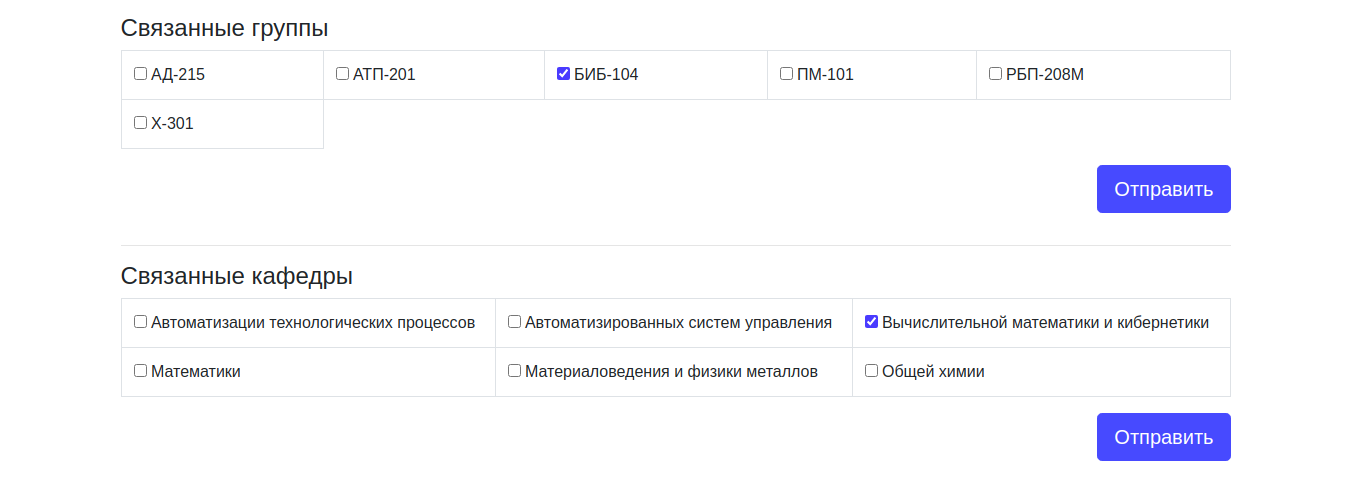 Связанные группы
АД-215 АТП-201 БИБ-104 ПМ-101 РБП-208М
Х-301
Отправить
Связанные кафедры
Автоматизации технологических процессов Автоматизированных систем управления Вычислительной математики и кибернетики
Математики Материаловедения и физики металлов Общей химии
Отправить